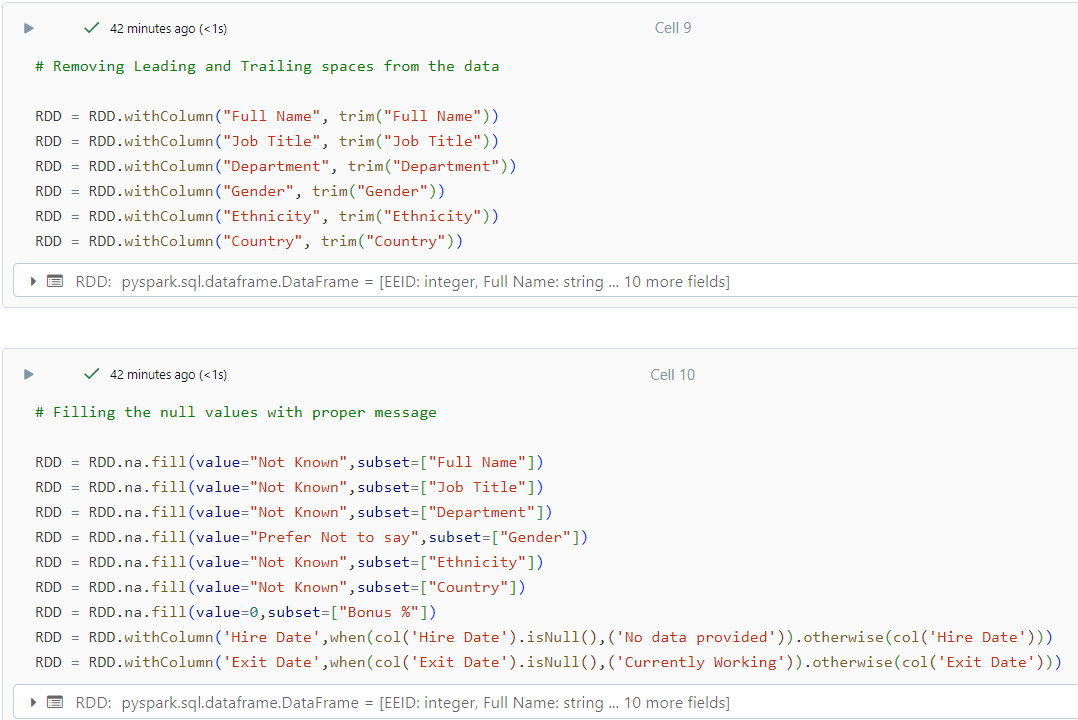 42 minutes ago (<1s)
Cell 9
# Removing Leading and Trailing spaces from the data
RDD = RDD.withColumn("Full Name", trim("Full Name"))
RDD = RDD.withColumn("Job Title", trim("Job Title"))
RDD = RDD.withColumn("Department", trim("Department"))
RDD = RDD.withColumn("Gender", trim("Gender"))
RDD = RDD.withColumn("Ethnicity", trim("Ethnicity"))
RDD = RDD.withColumn("Country", trim("Country"))
RDD: pyspark.sql.dataframe.DataFrame = [EEID: integer, Full Name: string ... 10 more fields]
42 minutes ago (<1s)
Cell 10
# Filling the null values with proper message
RDD = RDD.na.fill(value="Not Known",subset=["Full Name"])
RDD = RDD.na.fill(value="Not Known",subset=["Job Title"])
RDD = RDD.na.fill(value="Not Known",subset=["Department"])
RDD = RDD.na.fill(value="Prefer Not to say",subset=["Gender"])
RDD = RDD.na.fill(value="Not Known",subset=["Ethnicity"])
RDD = RDD.na.fill(value="Not Known",subset=["Country"])
RDD = RDD.na.fill(value=0,subset=["Bonus %"])
RDD = RDD.withColumn('Hire Date',when(col('Hire Date').isNull(),('No data provided')).otherwise(col('Hire Date')))
RDD = RDD.withColumn('Exit Date',when(col('Exit Date').isNull(),('Currently Working')).otherwise(col('Exit Date')))
RDD: pyspark.sql.dataframe.DataFrame = [EEID: integer, Full Name: string ... 10 more fields]